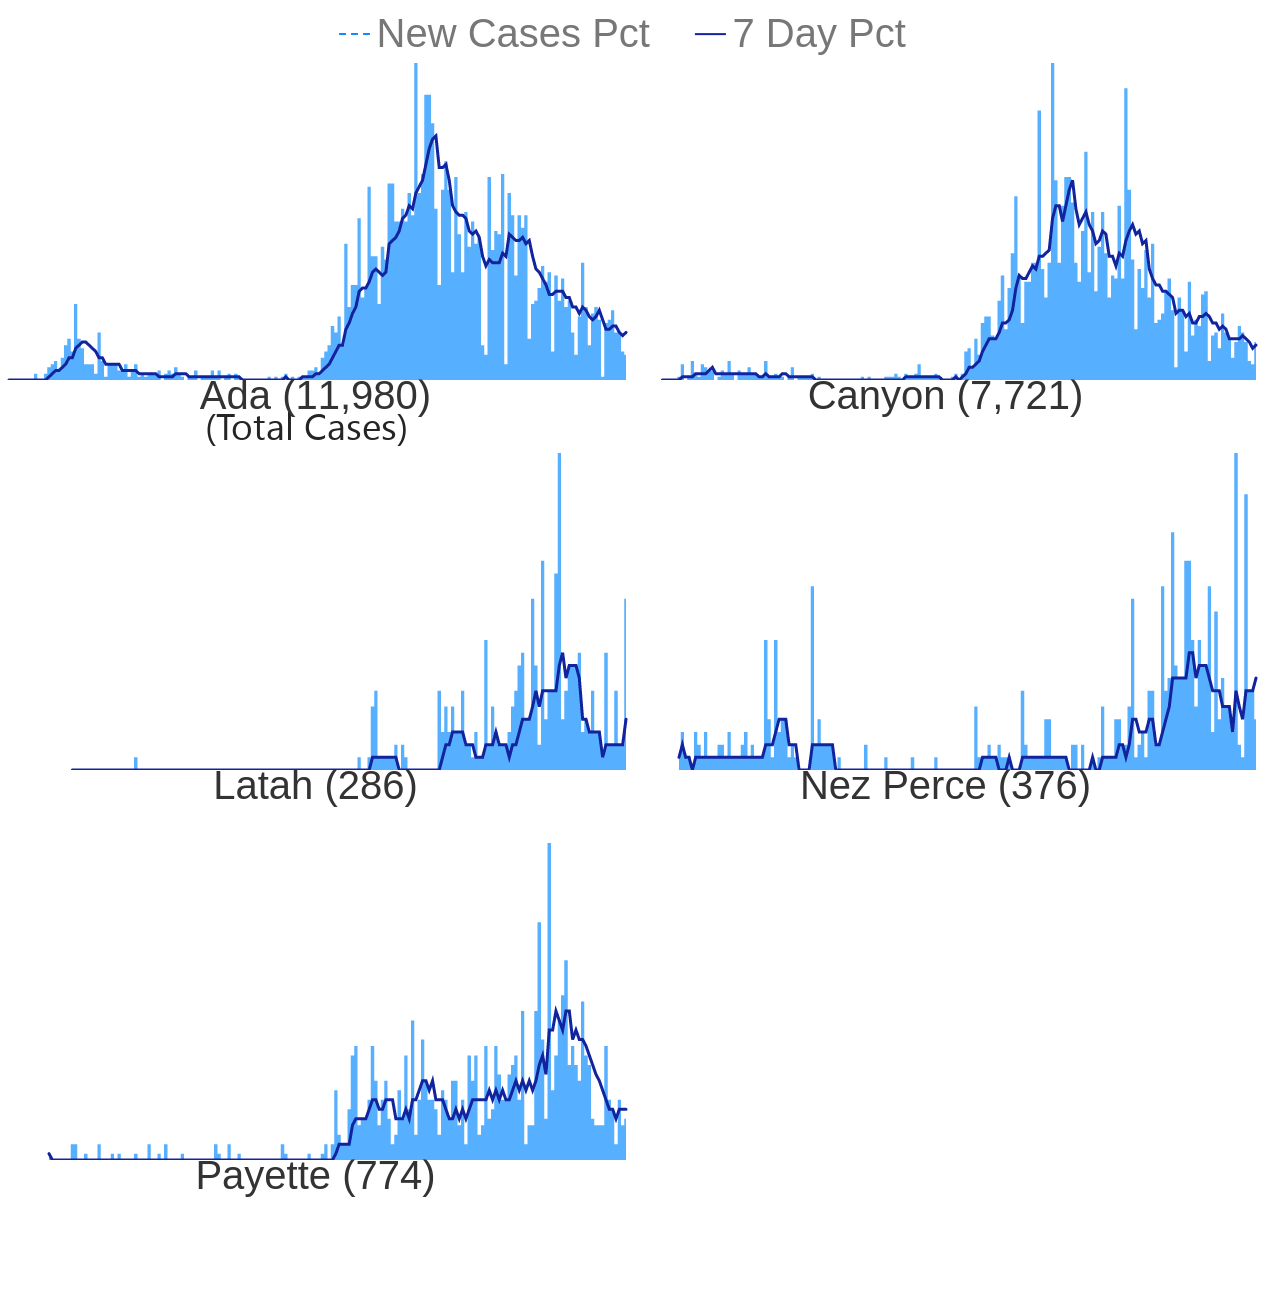 New Cases Pct 7 Day Pct
Ada (11,980) Canyon (7,721)
(Total Cases)
Latah (286) Nez Perce (376)
Payette (774)